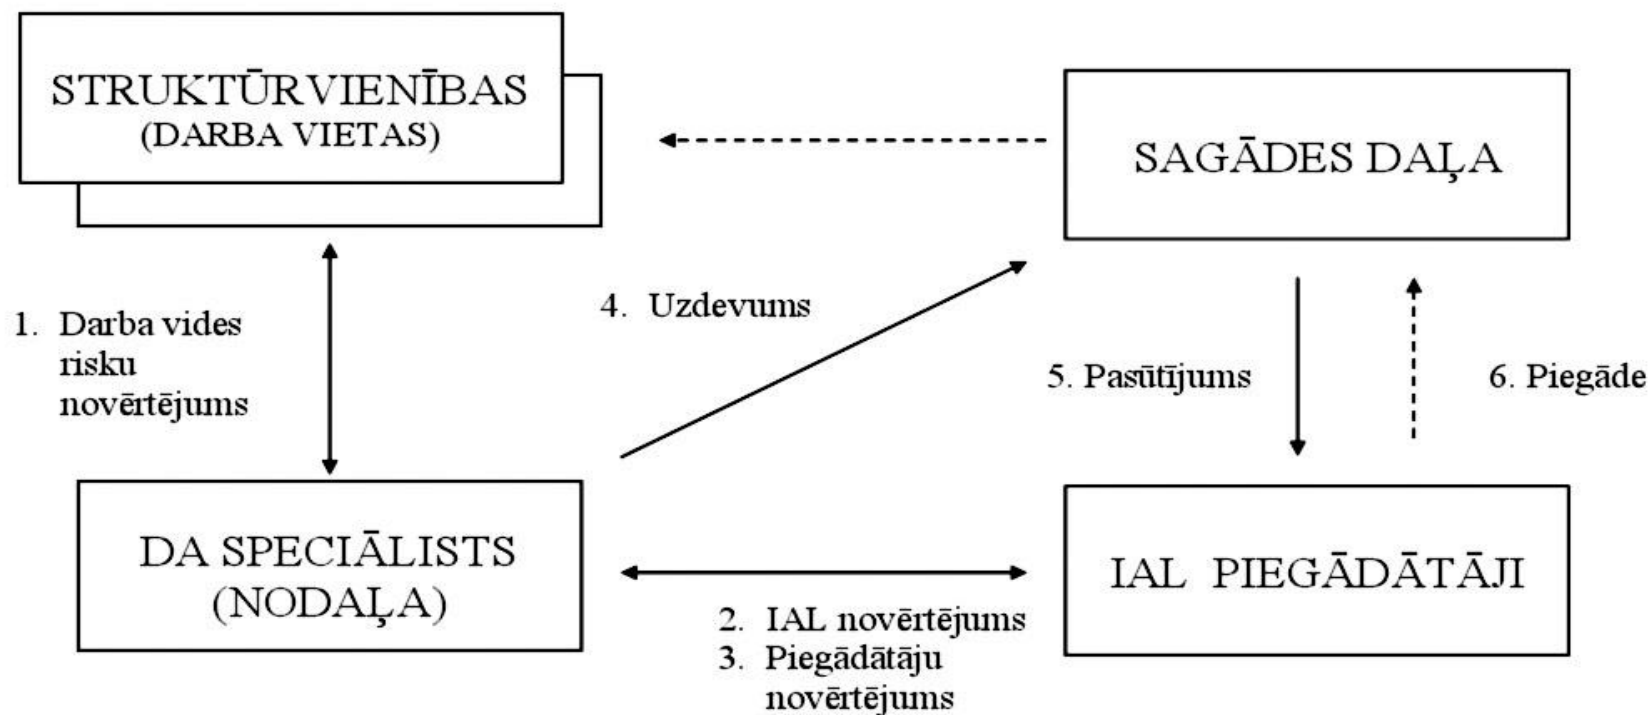 STRUKTŪRVIENĪBAS
(DARBA VIETAS)
SAGĀDES DAĻA
1. Darba vides
risku
novērtējums
4. Uzdevums
5. Pasūtījums
6. Piegāde
DA SPECIĀLISTS
(NODAĻA)
IAL PIEGĀDĀTĀJI
2. IAL novērtējums
3. Piegādātāju
novērtējums